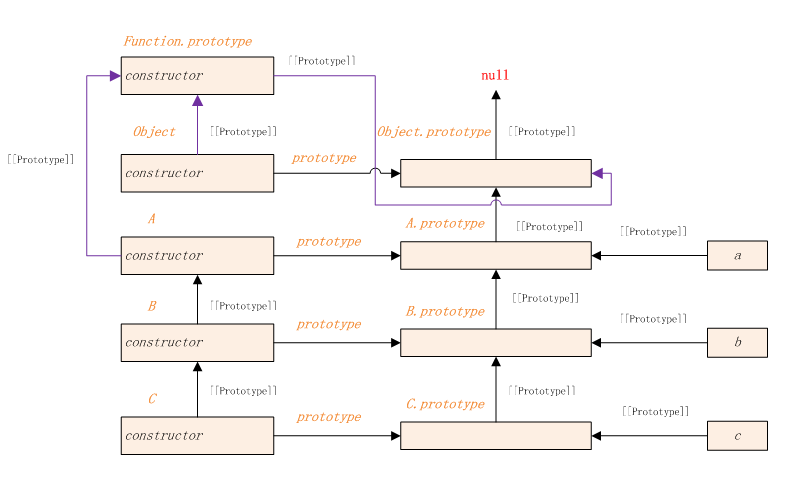 Function.prototype
[[Prototype]]
constructor
null
Object
[[Prototype]]
Object.prototype
[[Prototype]]
[[Prototype]]
prototype
constructor
A
A.prototype
[[Prototype]]
[[Prototype]]
prototype
constructor
a
B
[[Prototype]]
B.prototype
[[Prototype]]
[[Prototype]]
prototype
constructor
b
C
[[Prototype]]
C.prototype
[[Prototype]]
[[Prototype]]
prototype
constructor
c